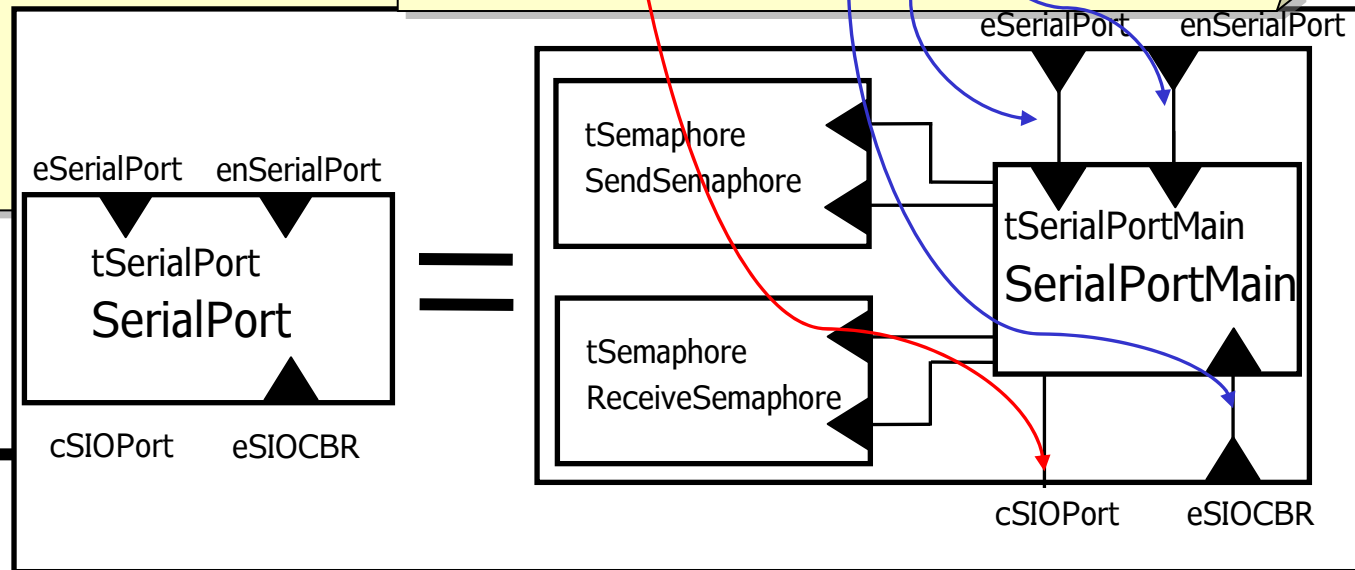 eSerialPort enSerialPort
tSerialPort
SerialPort
cSIOPort eSIOCBR
eSerialPort enSerialPort
tSemaphore
SendSemaphore
tSemaphore
ReceiveSemaphore
tSerialPortMain
SerialPortMain
cSIOPort eSIOCBR